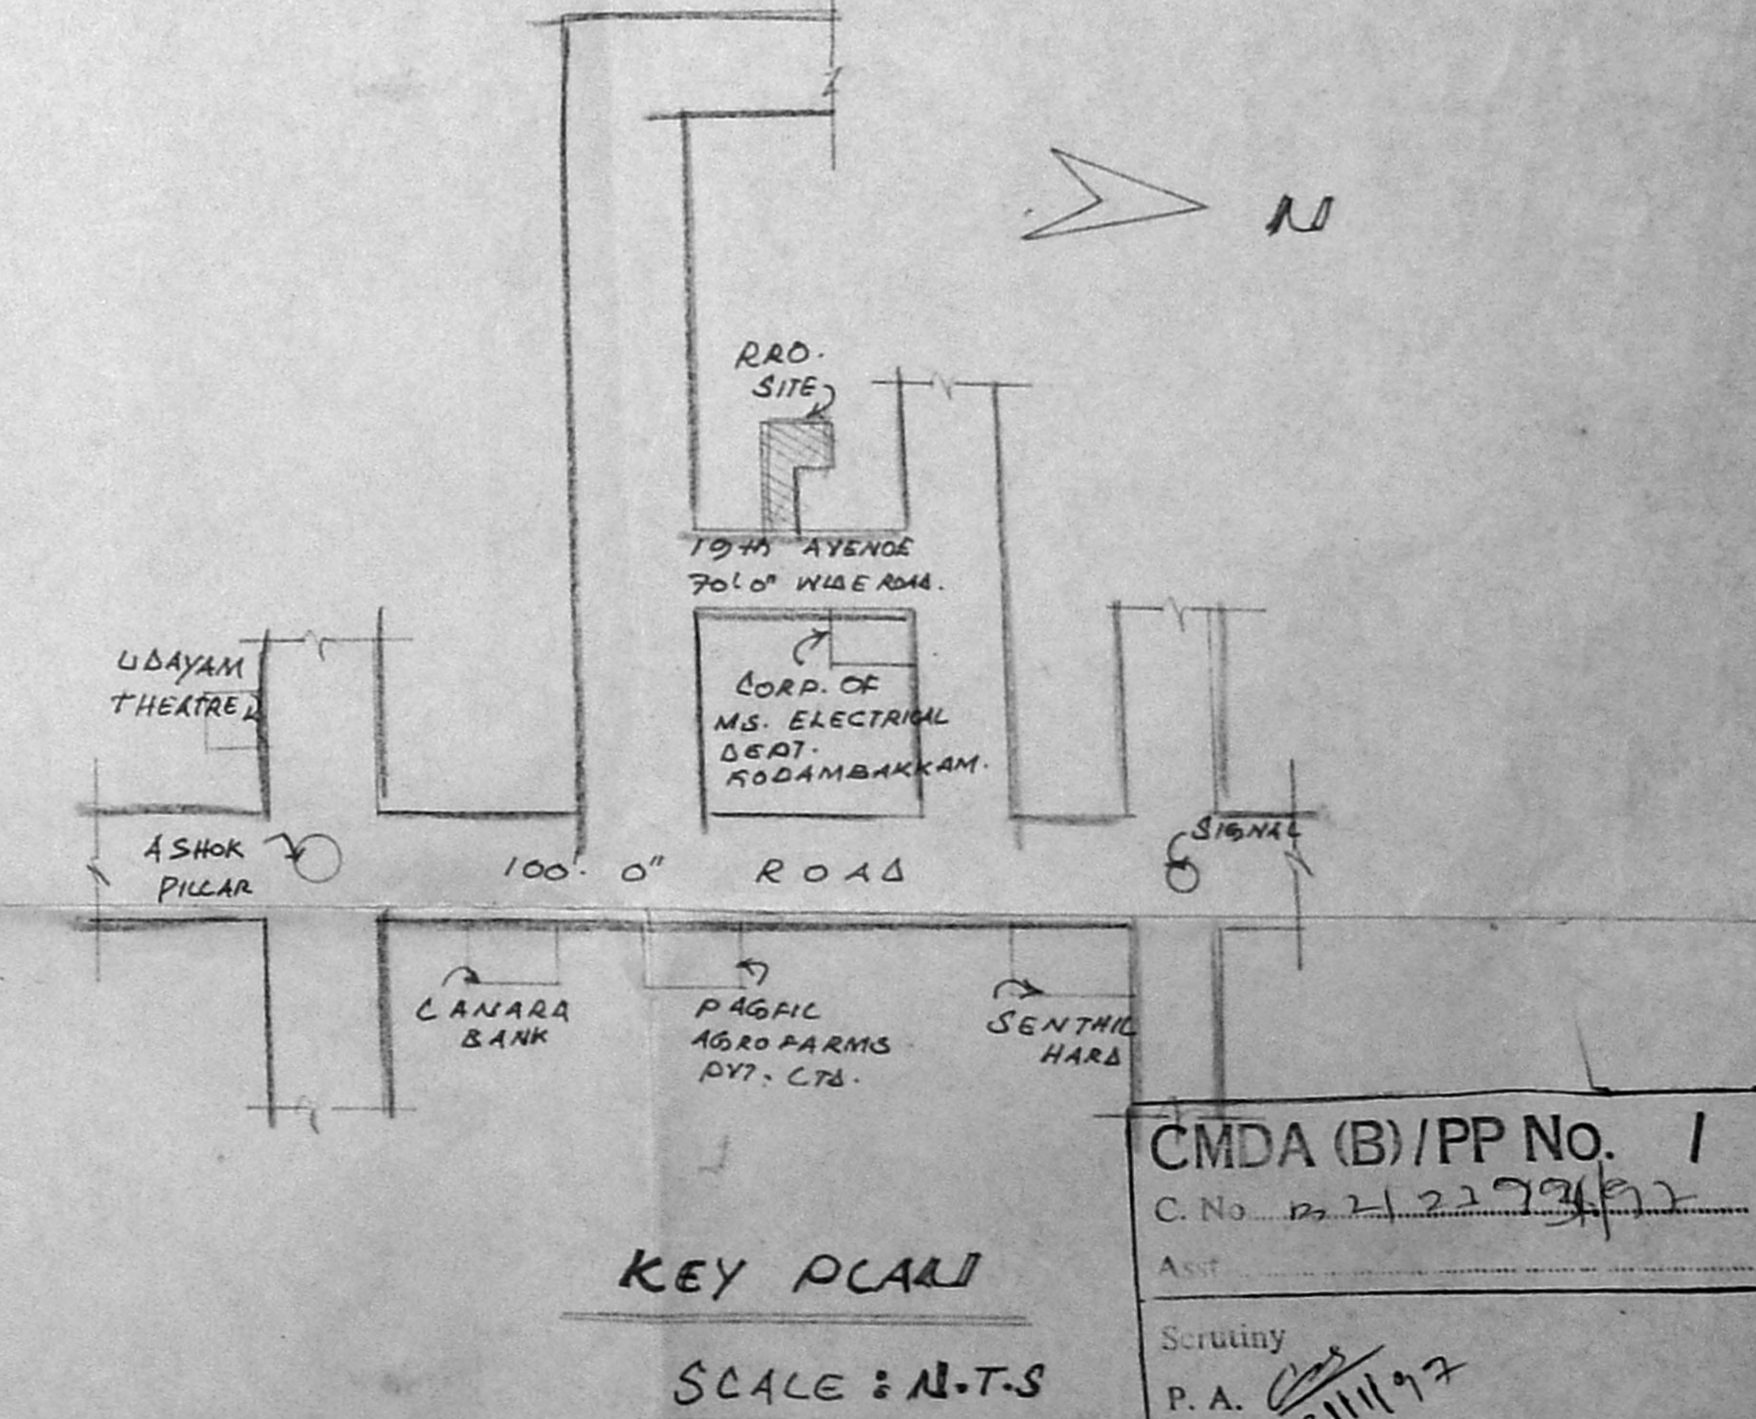 N
PRO.
SITE
19th AVENUE
70'0" WIDE ROAD.
UDAYAM
THEATRE
CORP. OF
MS. ELECTRICAL
DEPT.
KODAMBAKKAM.
ASHOK
PILLAR
100'. 0" ROAD
SIGNAL
CANARA
BANK
PACIFIC
AGRO FARMS
PVT. LTD.
SENTHIL
HARD
KEY PLAN
SCALE : N.T.S
CMDA (B)/PP No. 1
C. No
Asst
Scrutiny
P. A.